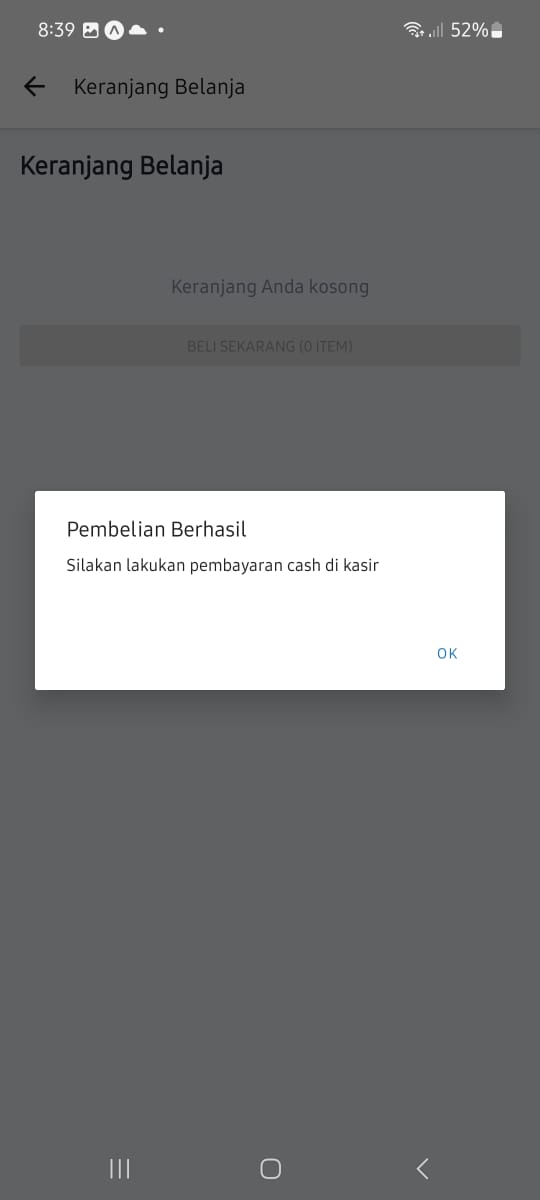 8:39
52%
Keranjang Belanja
Keranjang Belanja
Keranjang Anda kosong
BELI SEKARANG (0 ITEM)
Pembelian Berhasil
Silakan lakukan pembayaran cash di kasir
OK